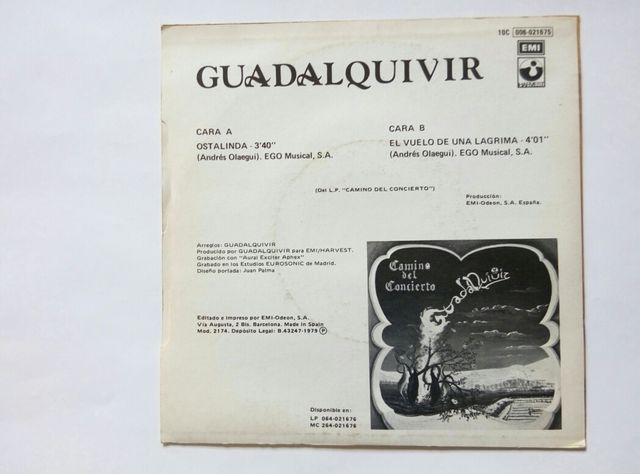 10C 006-021675
EMI
HARVEST
GUADALQUIVIR
CARA A
OSTALINDA - 3'40"
(Andrés Olaegui). EGO Musical, S.A.
CARA B
EL VUELO DE UNA LAGRIMA - 4'01"
(Andrés Olaegui). EGO Musical, S.A.
(Del L.P. "CAMINO DEL CONCIERTO")
Producción:
EMI-Odeon, S.A. España.
Arreglos: GUADALQUIVIR
Producido por GUADALQUIVIR para EMI/HARVEST.
Grabación con "Aural Exciter Aphex"
Grabado en los Estudios EUROSONIC de Madrid.
Diseño portada: Juan Palma
Camino
del
Concierto
GuadalQuivir
Editado e impreso por EMI-Odeon, S.A.
Vía Augusta, 2 Bis. Barcelona. Made in Spain
Mod. 2174. Depósito Legal: B.43247-1979 Ⓟ
Disponible en:
LP 064-021676
MC 264-021676